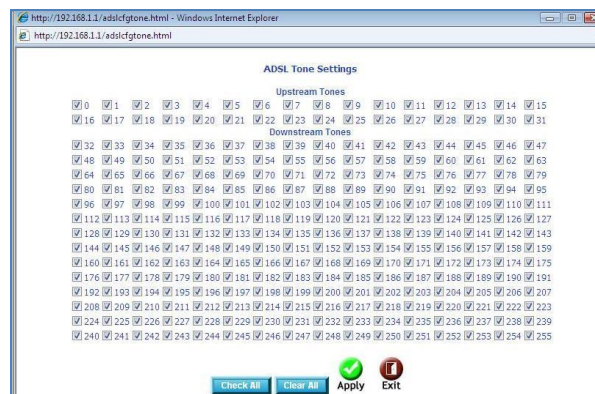 http://192.168.1.1/adslcfgtone.html - Windows Internet Explorer
http://192.168.1.1/adslcfgtone.html
ADSL Tone Settings
Upstream Tones
0 1 2 3 4 5 6 7 8 9 10 11 12 13 14 15
16 17 18 19 20 21 22 23 24 25 26 27 28 29 30 31
Downstream Tones
32 33 34 35 36 37 38 39 40 41 42 43 44 45 46 47
48 49 50 51 52 53 54 55 56 57 58 59 60 61 62 63
64 65 66 67 68 69 70 71 72 73 74 75 76 77 78 79
80 81 82 83 84 85 86 87 88 89 90 91 92 93 94 95
96 97 98 99 100 101 102 103 104 105 106 107 108 109 110 111
112 113 114 115 116 117 118 119 120 121 122 123 124 125 126 127
128 129 130 131 132 133 134 135 136 137 138 139 140 141 142 143
144 145 146 147 148 149 150 151 152 153 154 155 156 157 158 159
160 161 162 163 164 165 166 167 168 169 170 171 172 173 174 175
176 177 178 179 180 181 182 183 184 185 186 187 188 189 190 191
192 193 194 195 196 197 198 199 200 201 202 203 204 205 206 207
208 209 210 211 212 213 214 215 216 217 218 219 220 221 222 223
224 225 226 227 228 229 230 231 232 233 234 235 236 237 238 239
240 241 242 243 244 245 246 247 248 249 250 251 252 253 254 255
Check All Clear All Apply Exit